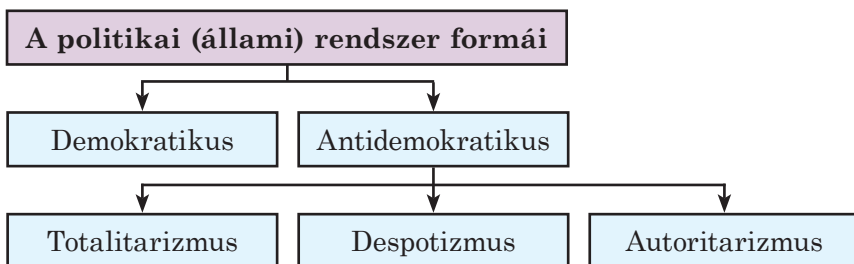 A politikai (állami) rendszer formái
Demokratikus
Antidemokratikus
Totalitarizmus
Despotizmus
Autoritarizmus